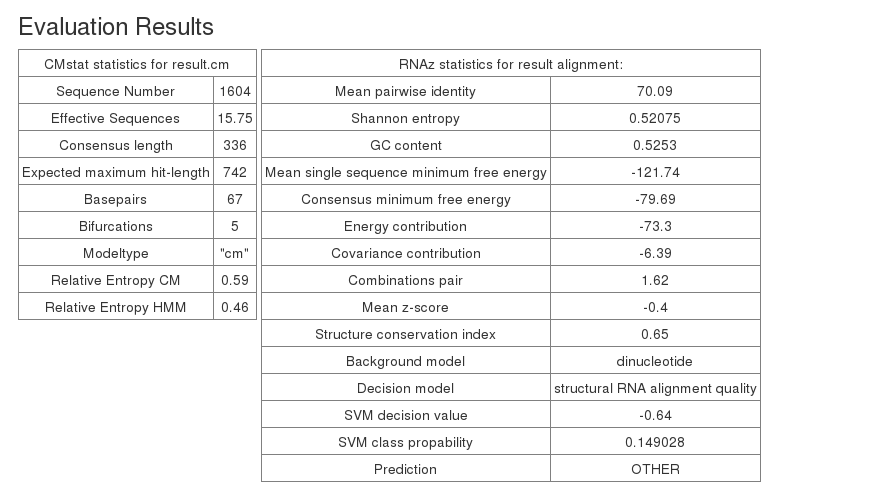 Evaluation Results
CMstat statistics for result.cm
Sequence Number 1604
Effective Sequences 15.75
Consensus length 336
Expected maximum hit-length 742
Basepairs 67
Bifurcations 5
Modeltype "cm"
Relative Entropy CM 0.59
Relative Entropy HMM 0.46
RNAz statistics for result alignment:
Mean pairwise identity 70.09
Shannon entropy 0.52075
GC content 0.5253
Mean single sequence minimum free energy -121.74
Consensus minimum free energy -79.69
Energy contribution -73.3
Covariance contribution -6.39
Combinations pair 1.62
Mean z-score -0.4
Structure conservation index 0.65
Background model dinucleotide
Decision model structural RNA alignment quality
SVM decision value -0.64
SVM class propability 0.149028
Prediction OTHER